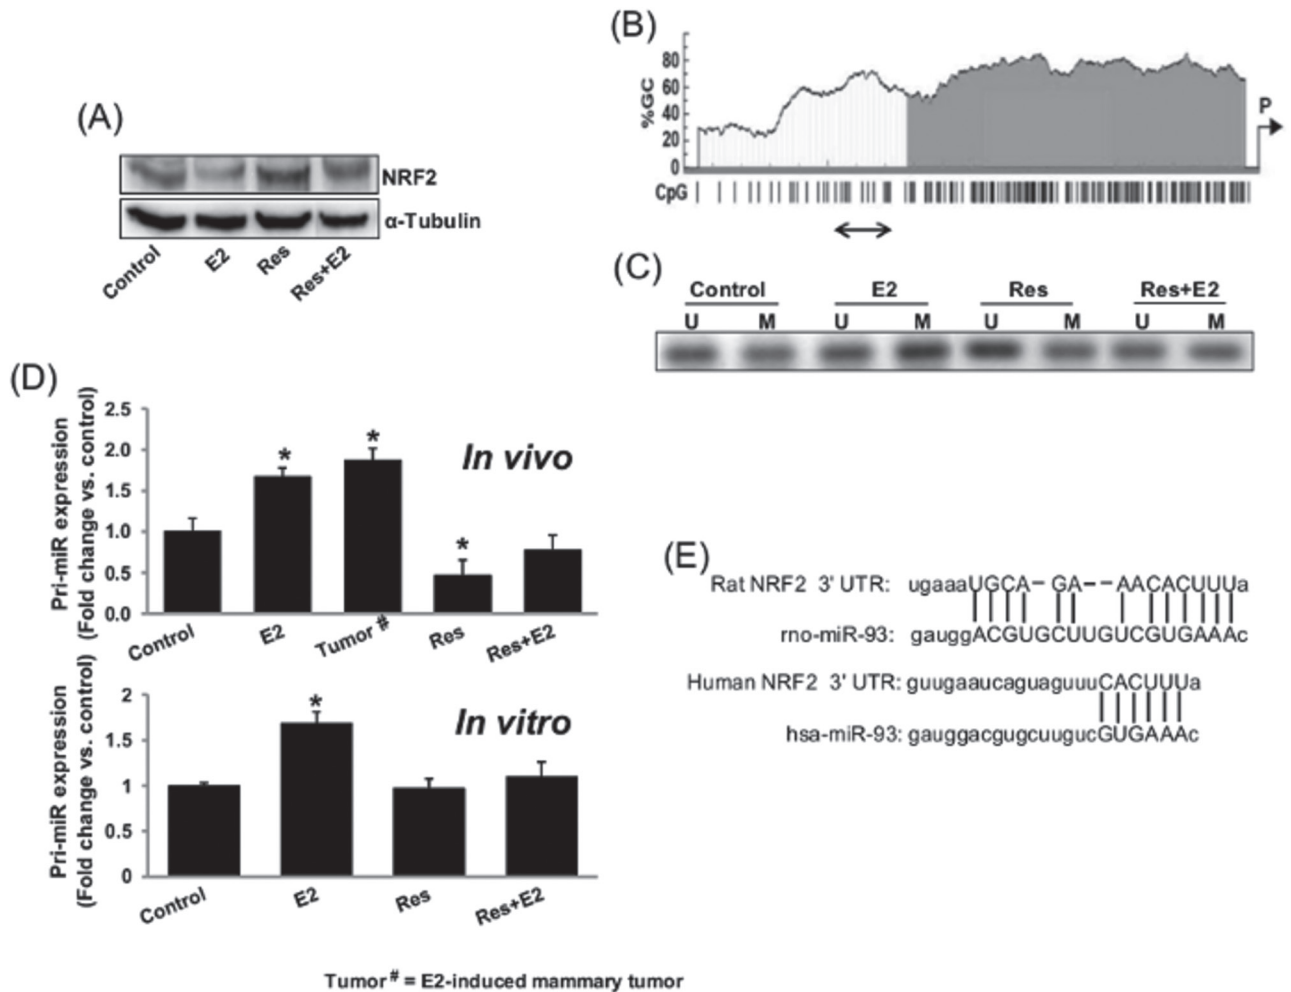 (A)
NRF2
α-Tubulin
Control E2 Res Res+E2
(B)
%GC
80
60
40
20
0
P
CpG
(C)
Control E2 Res Res+E2
U M U M U M U M
(D)
Pri-miR expression
(Fold change vs. control)
2.5
2.0
1.5
1.0
0.5
0.0
* * *
In vivo
Control E2 Tumor # Res Res+E2
Pri-miR expression
(Fold change vs. control)
2
1.5
1
0.5
0
*
In vitro
Control E2 Res Res+E2
Tumor # = E2-induced mammary tumor
(E)
Rat NRF2 3' UTR: ugaaaUGCA-GA--AACACUUUa
rno-miR-93: gauggACGUGCUUGUCGUGAAAc
Human NRF2 3' UTR: guugaaucaguaguuuCACUUUa
hsa-miR-93: gauggacgugcuugucGUGAAAc